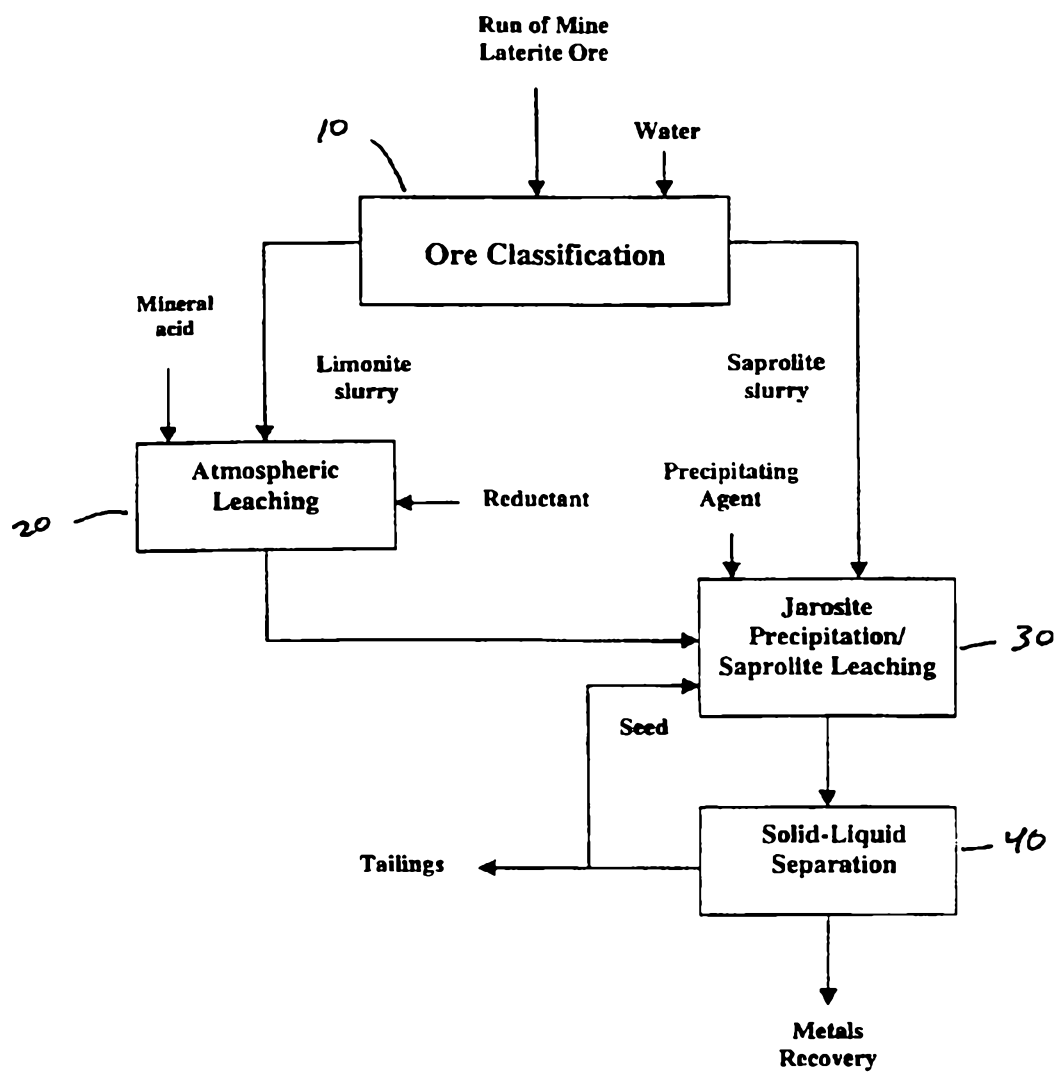 Run of Mine
Laterite Ore
10
Water
Ore Classification
Mineral
acid
Limonite
slurry
Saprolite
slurry
Atmospheric
Leaching
Reductant
Precipitating
Agent
20
Jarosite
Precipitation/
Saprolite Leaching
30
Seed
Solid-Liquid
Separation
40
Tailings
Metals
Recovery